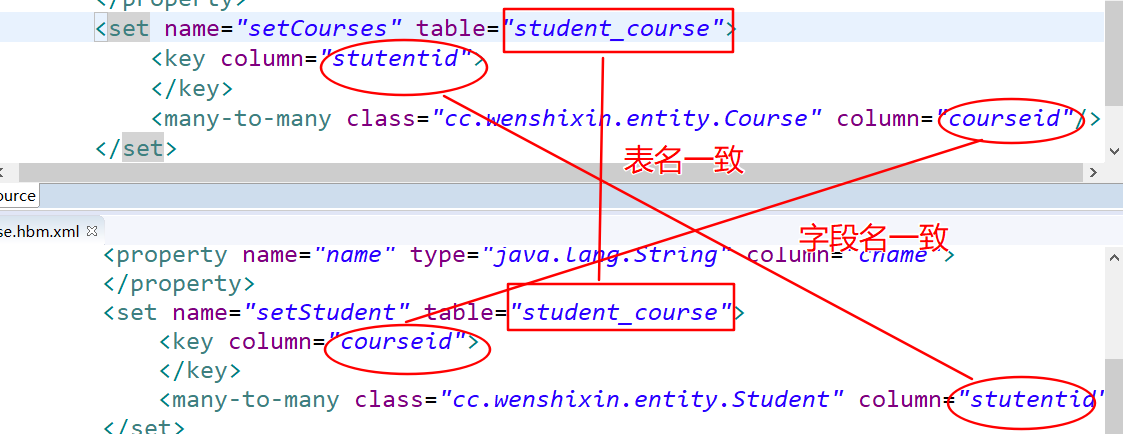 </property>
<set name="setCourses" table="student_course">
<key column="stutentid">
</key>
<many-to-many class="cc.wenshixin.entity.Course" column="courseid"/>
</set>
表名一致
ource
字段名一致
se.hbm.xml
<property name="name" type="java.lang.String" column="cname">
</property>
<set name="setStudent" table="student_course">
<key column="courseid">
</key>
<many-to-many class="cc.wenshixin.entity.Student" column="stutentid"
</set>